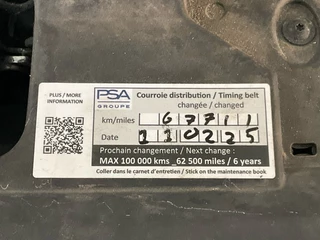 PLUS / MORE
INFORMATION
PSA
GROUPE
Courroie distribution / Timing belt
changée / changed
km/miles 67711
Date 210225
Prochain changement / Next change :
MAX 100 000 kms _62 500 miles / 6 years
Coller dans le carnet d'entretien / Stick on the maintenance book